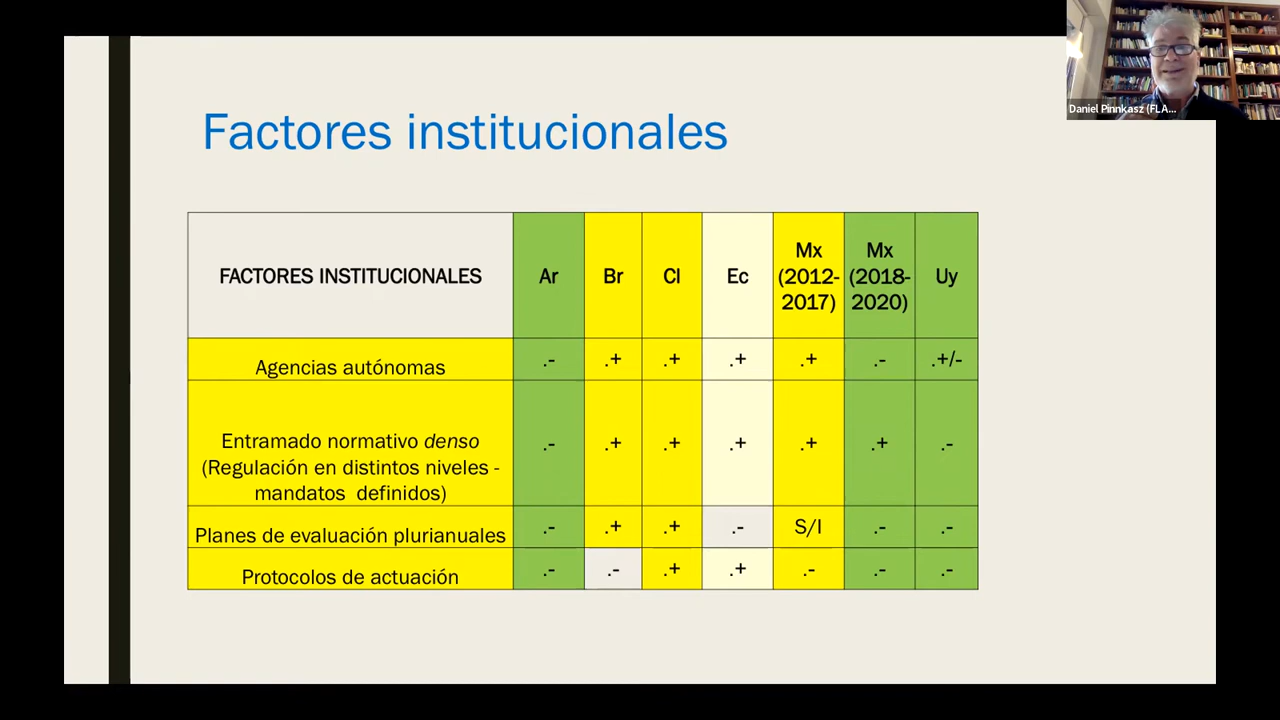 Daniel Pinnkasz (FLA...
Factores institucionales
FACTORES INSTITUCIONALES
Ar
Br
Cl
Ec
Mx
(2012-
2017)
Mx
(2018-
2020)
Uy
Agencias autónomas
.-
.+
.+
.+
.+
.-
.+/-
Entramado normativo denso
(Regulación en distintos niveles -
mandatos definidos)
.-
.+
.+
.+
.+
.+
.-
Planes de evaluación plurianuales
.-
.+
.+
.-
S/I
.-
.-
Protocolos de actuación
.-
.-
.+
.+
.-
.-
.-